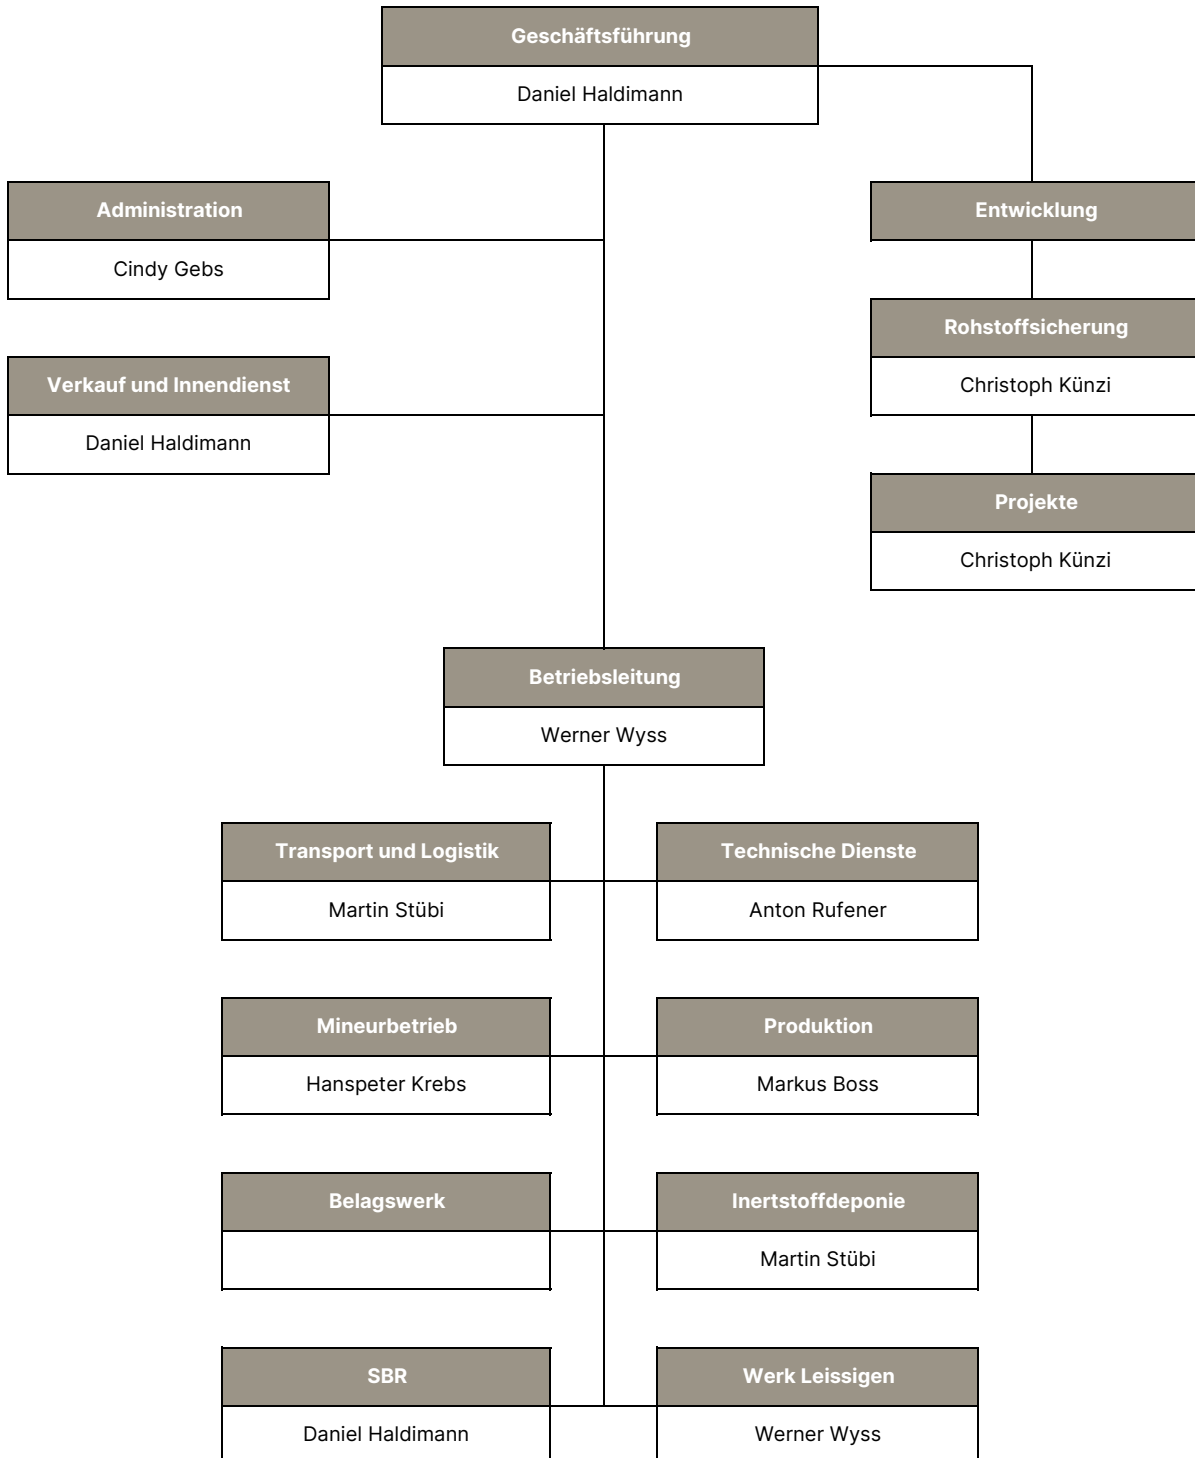 Geschäftsführung
Daniel Haldimann
Administration
Cindy Gebs
Entwicklung
Rohstoffsicherung
Christoph Künzi
Verkauf und Innendienst
Daniel Haldimann
Projekte
Christoph Künzi
Betriebsleitung
Werner Wyss
Transport und Logistik
Martin Stübi
Technische Dienste
Anton Rufener
Mineurbetrieb
Hanspeter Krebs
Produktion
Markus Boss
Belagswerk
Inertstoffdeponie
Martin Stübi
SBR
Daniel Haldimann
Werk Leissigen
Werner Wyss